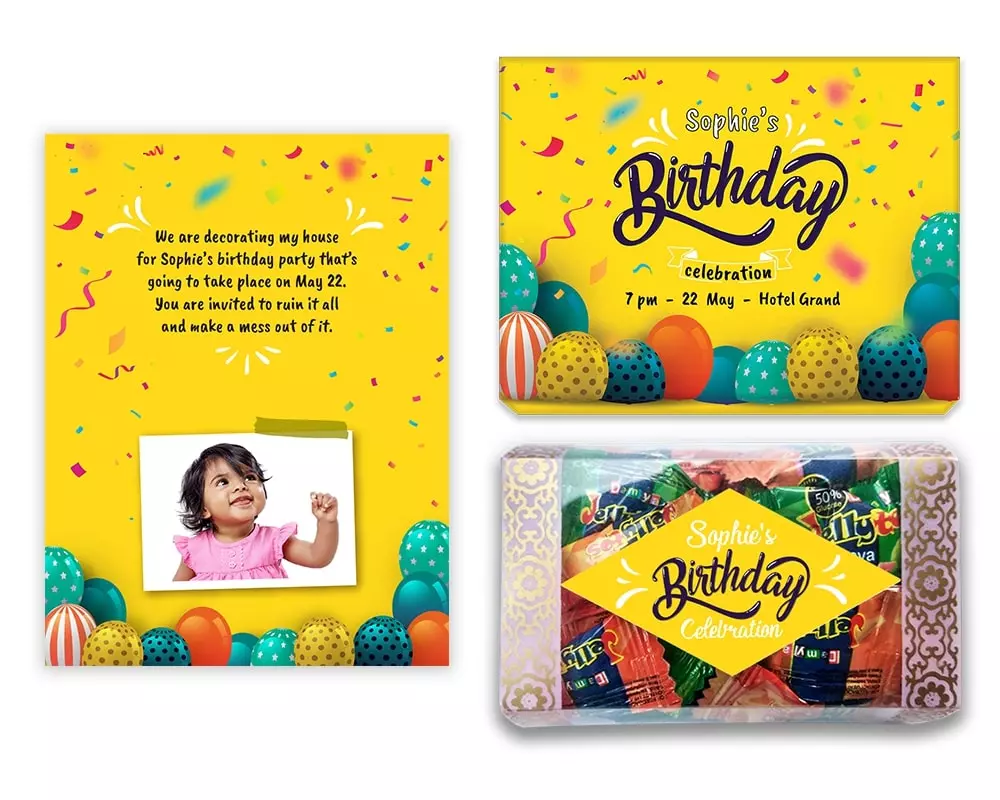 We are decorating my house
for Sophie's birthday party that's
going to take place on May 22.
You are invited to ruin it all
and make a mess out of it.
Sophie's
Birthday
celebration
7 pm - 22 May - Hotel Grand
Sophie's
Birthday
Celebration
50%
Damya